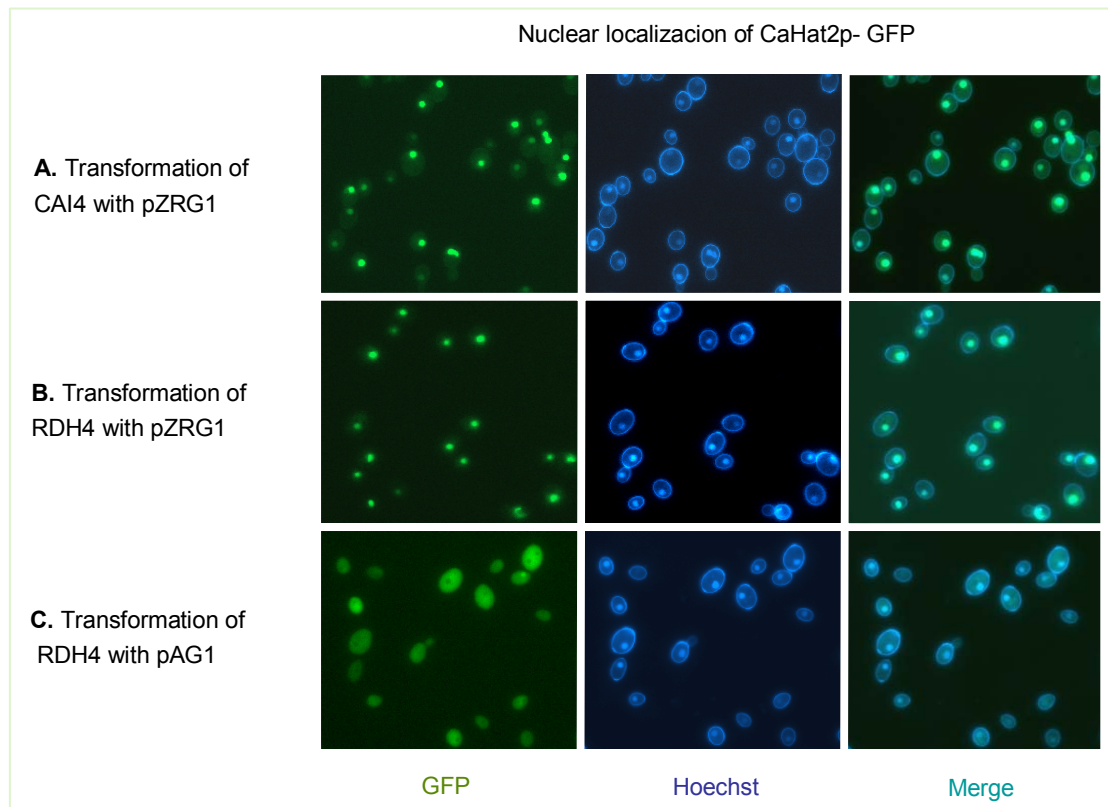 Nuclear localizacion of CaHat2p- GFP
A. Transformation of
CAI4 with pZRG1
B. Transformation of
RDH4 with pZRG1
C. Transformation of
RDH4 with pAG1
GFP
Hoechst
Merge